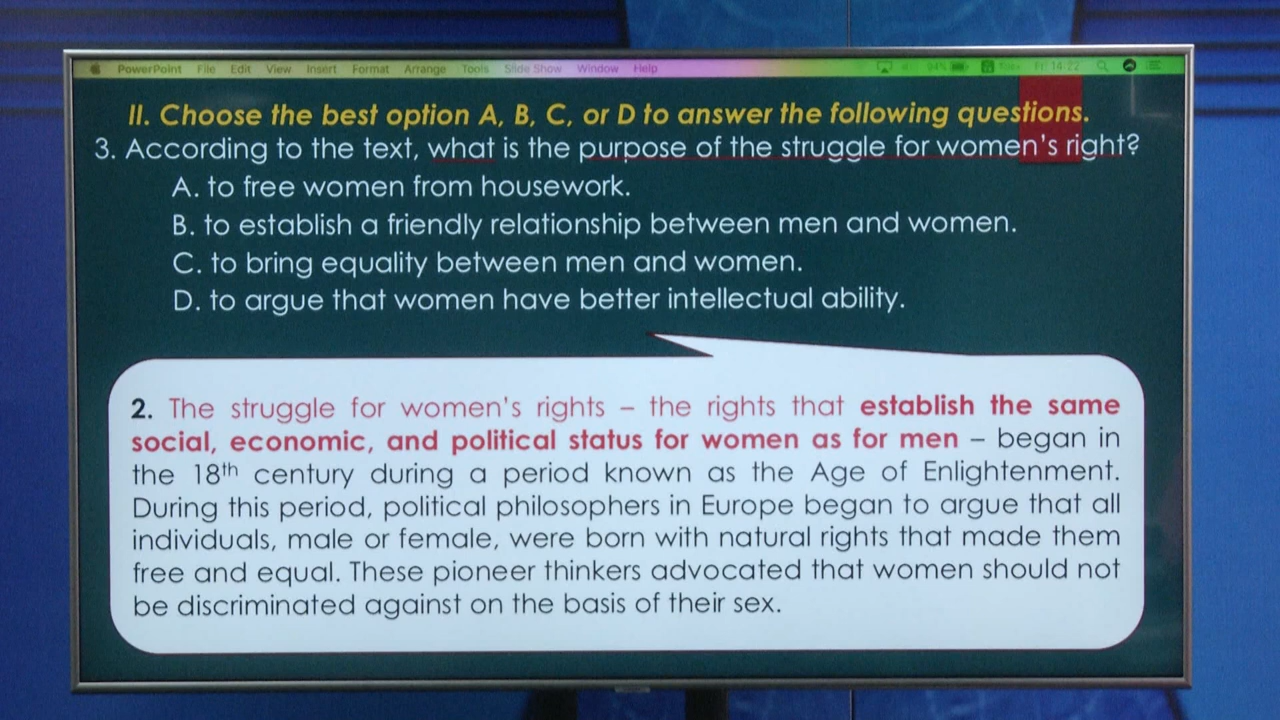 PowerPoint File Edit View Insert Format Arrange Tools Slide Show Window Help 94% Fri 14:22
II. Choose the best option A, B, C, or D to answer the following questions.
3. According to the text, what is the purpose of the struggle for women's right?
A. to free women from housework.
B. to establish a friendly relationship between men and women.
C. to bring equality between men and women.
D. to argue that women have better intellectual ability.
2. The struggle for women's rights – the rights that establish the same
social, economic, and political status for women as for men – began in
the 18th century during a period known as the Age of Enlightenment.
During this period, political philosophers in Europe began to argue that all
individuals, male or female, were born with natural rights that made them
free and equal. These pioneer thinkers advocated that women should not
be discriminated against on the basis of their sex.